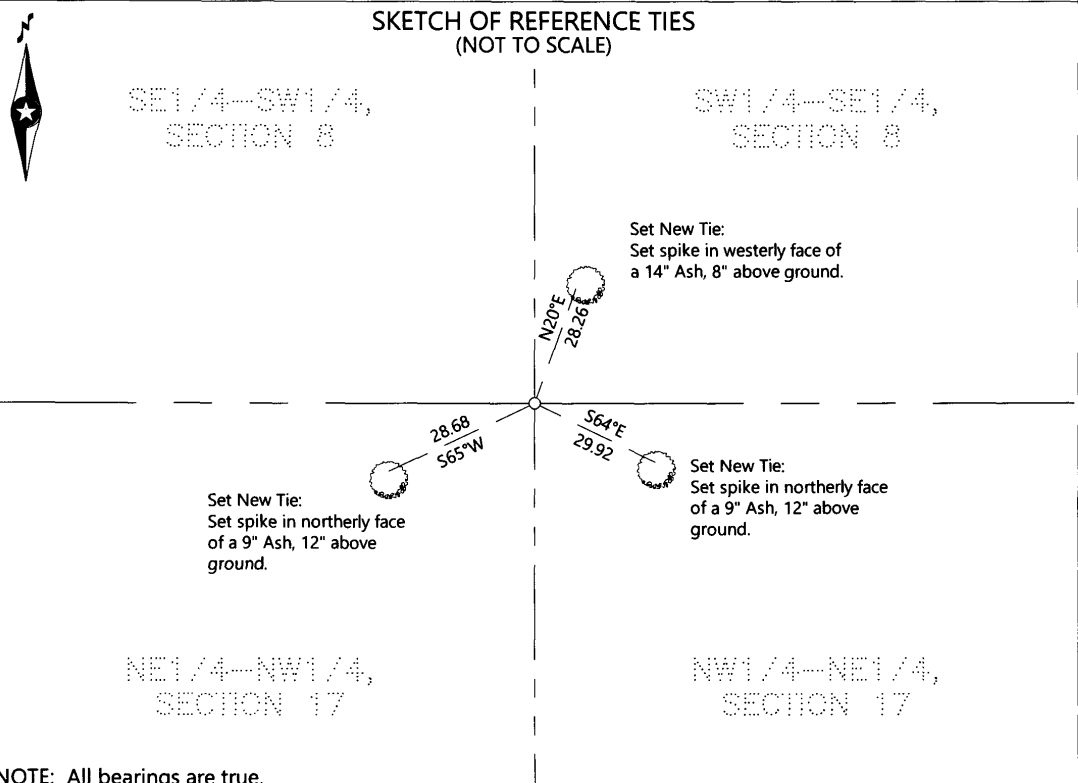 N
SKETCH OF REFERENCE TIES
(NOT TO SCALE)
SE1/4-SW1/4,
SECTION 8
SW1/4-SE1/4,
SECTION 8
Set New Tie:
Set spike in westerly face of
a 14" Ash, 8" above ground.
N20°E
28.26
28.68
S65°W
S64°E
29.92
Set New Tie:
Set spike in northerly face
of a 9" Ash, 12" above
ground.
Set New Tie:
Set spike in northerly face
of a 9" Ash, 12" above
ground.
NE1/4-NW1/4,
SECTION 17
NW1/4-NE1/4,
SECTION 17
NOTE: All bearings are true.